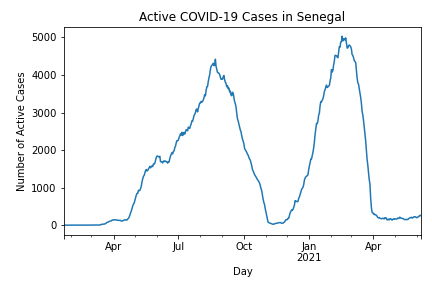 Active COVID-19 Cases in Senegal
Number of Active Cases
5000
4000
3000
2000
1000
0
Apr
Jul
Oct
Jan
2021
Apr
Day